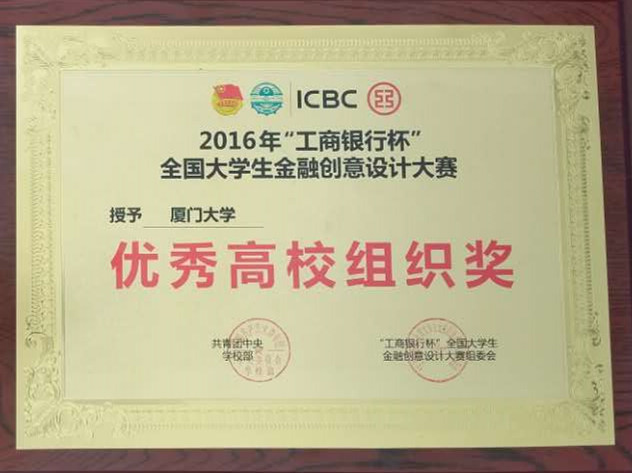 ICBC
2016年“工商银行杯”
全国大学生金融创意设计大赛
授予 厦门大学
优秀高校组织奖
共青团中央
学校部
“工商银行杯”全国大学生
金融创意设计大赛组委会